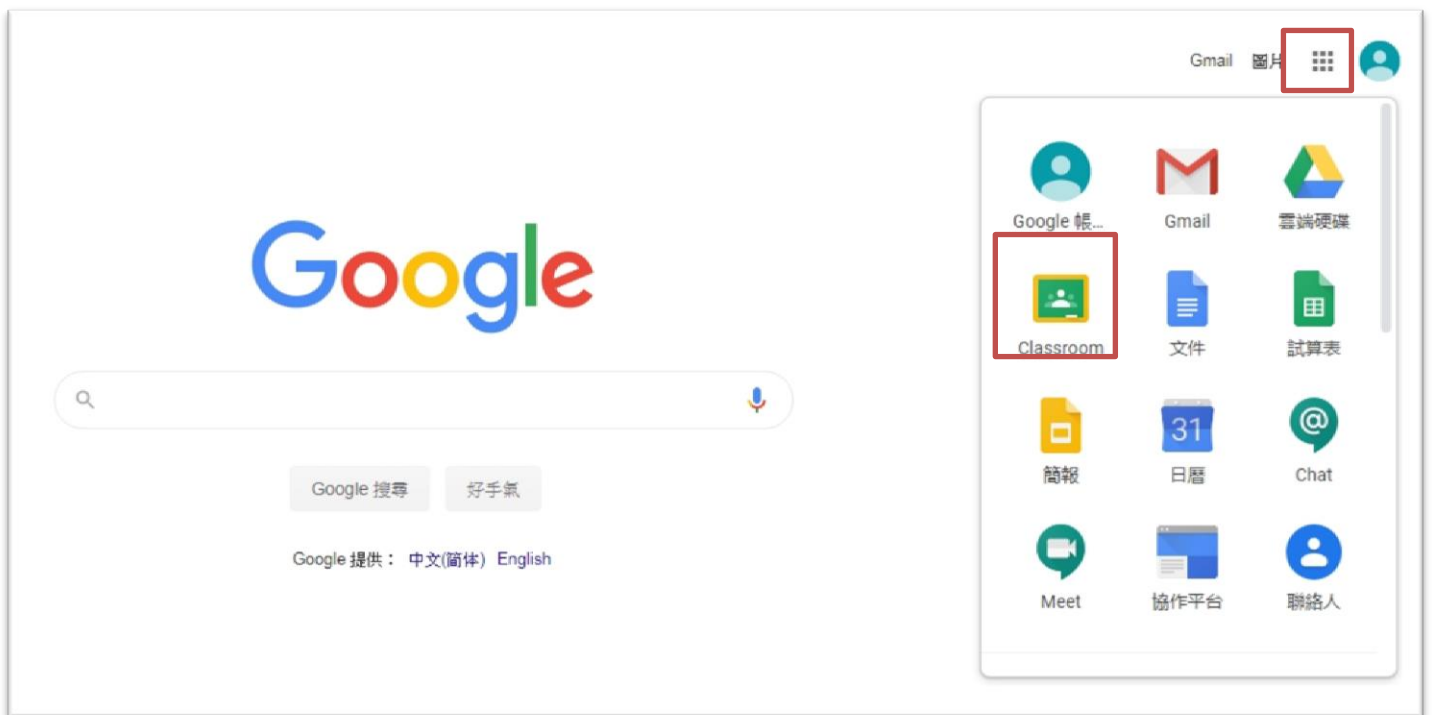 Gmail 圖片
Google 帳... Gmail 雲端硬碟
Google
Classroom 文件 試算表
31
簡報 日曆 Chat
Google 搜尋 好手氣
Google 提供： 中文(简体) English
Meet 協作平台 聯絡人